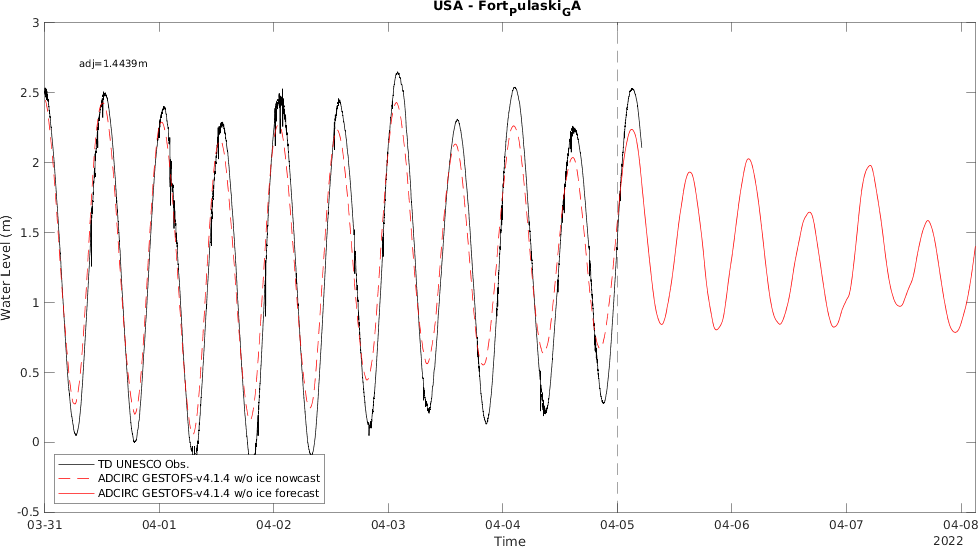 USA - FortPulaskiGA
adj=1.4439m
3
2.5
2
1.5
1
0.5
0
-0.5
Water Level (m)
TD UNESCO Obs.
ADCIRC GESTOFS-v4.1.4 w/o ice nowcast
ADCIRC GESTOFS-v4.1.4 w/o ice forecast
03-31 04-01 04-02 04-03 04-04 04-05 04-06 04-07 04-08
Time 2022